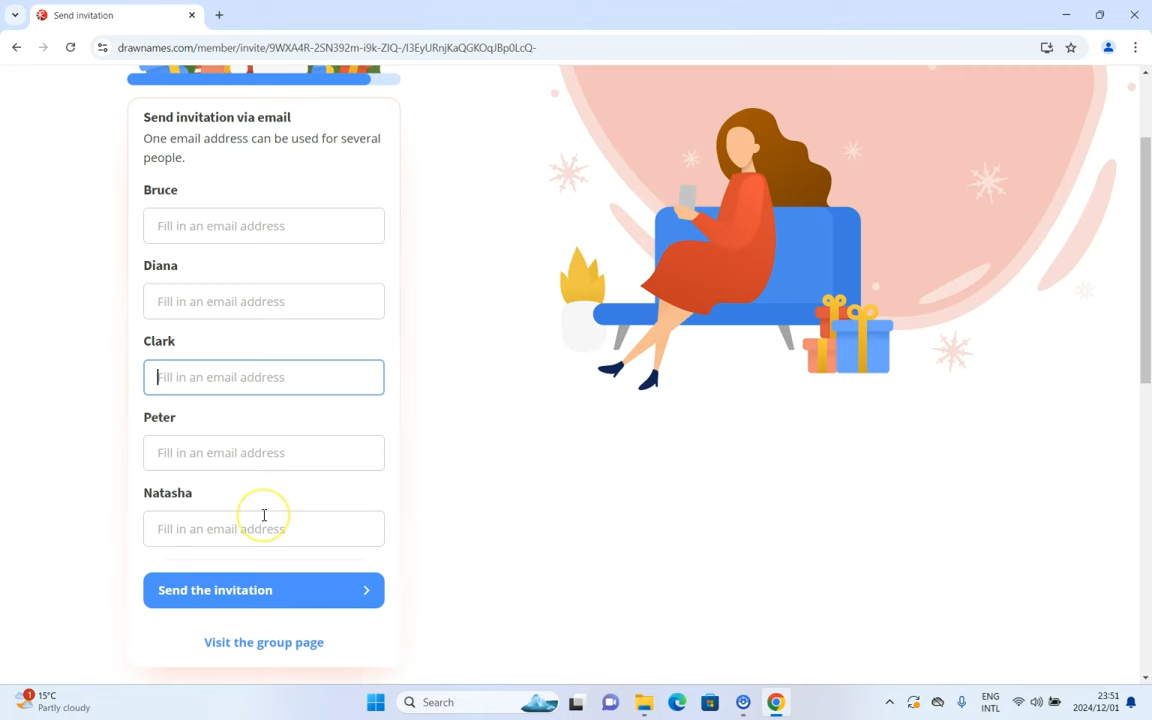 Send invitation
drawnames.com/member/invite/9WXA4R-2SN392m-i9k-ZIQ-/I3EyURnjKaQGKOqJBp0LcQ-
Send invitation via email
One email address can be used for several
people.
Bruce
Fill in an email address
Diana
Fill in an email address
Clark
Fill in an email address
Peter
Fill in an email address
Natasha
Fill in an email address
Send the invitation
Visit the group page
1
15°C
Partly cloudy
Search
ENG
INTL
23:51
2024/12/01